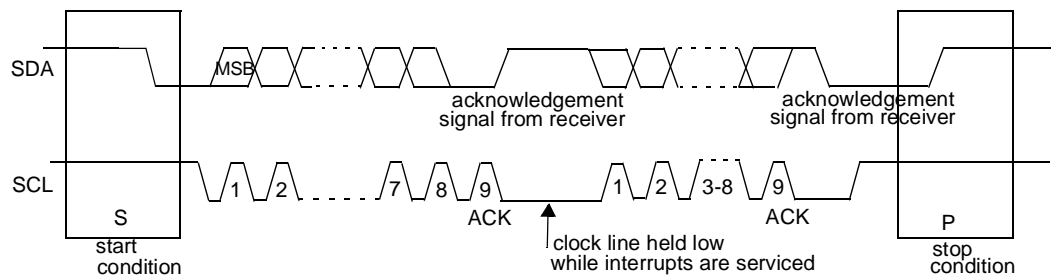 SDA
MSB
acknowledgement
signal from receiver
acknowledgement
signal from receiver
SCL
1 2 7 8 9 1 2 3-8 9
ACK
ACK
S
P
start
condition
clock line held low
while interrupts are serviced
stop
condition